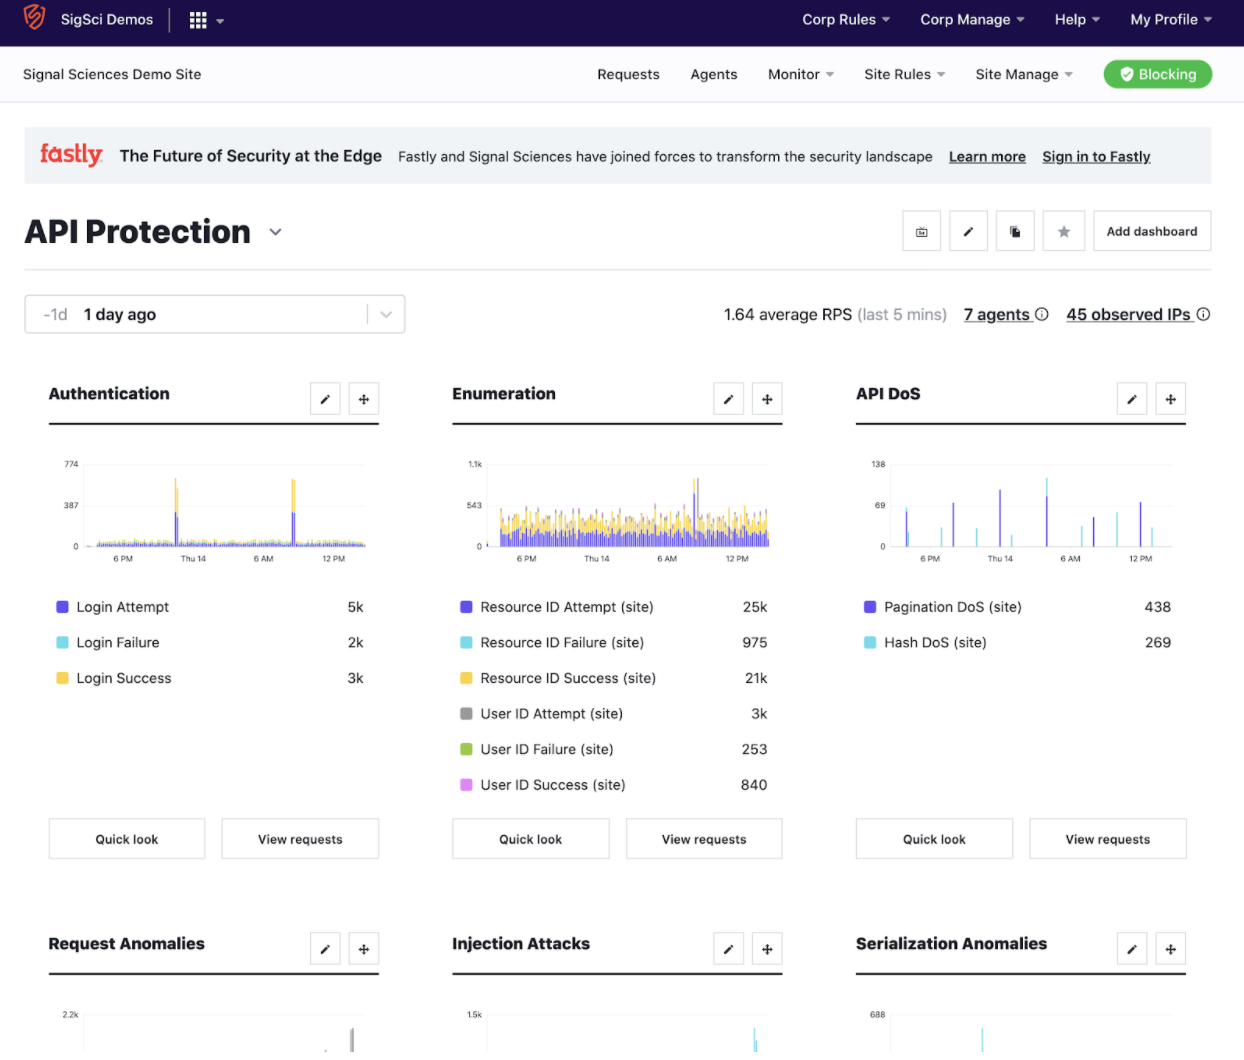 SigSci Demos
Corp Rules Corp Manage Help My Profile
Signal Sciences Demo Site
Requests Agents Monitor Site Rules Site Manage Blocking
fastly The Future of Security at the Edge Fastly and Signal Sciences have joined forces to transform the security landscape Learn more Sign in to Fastly
API Protection
Add dashboard
-1d 1 day ago
1.64 average RPS (last 5 mins) 7 agents 45 observed IPs
Authentication
774
387
0
6 PM Thu 14 6 AM 12 PM
Login Attempt 5k
Login Failure 2k
Login Success 3k
Quick look View requests
Enumeration
1.1k
543
0
6 PM Thu 14 6 AM 12 PM
Resource ID Attempt (site) 25k
Resource ID Failure (site) 975
Resource ID Success (site) 21k
User ID Attempt (site) 3k
User ID Failure (site) 253
User ID Success (site) 840
Quick look View requests
API DoS
138
69
0
6 PM Thu 14 6 AM 12 PM
Pagination DoS (site) 438
Hash DoS (site) 269
Quick look View requests
Request Anomalies
2.2k
Injection Attacks
1.5k
Serialization Anomalies
688